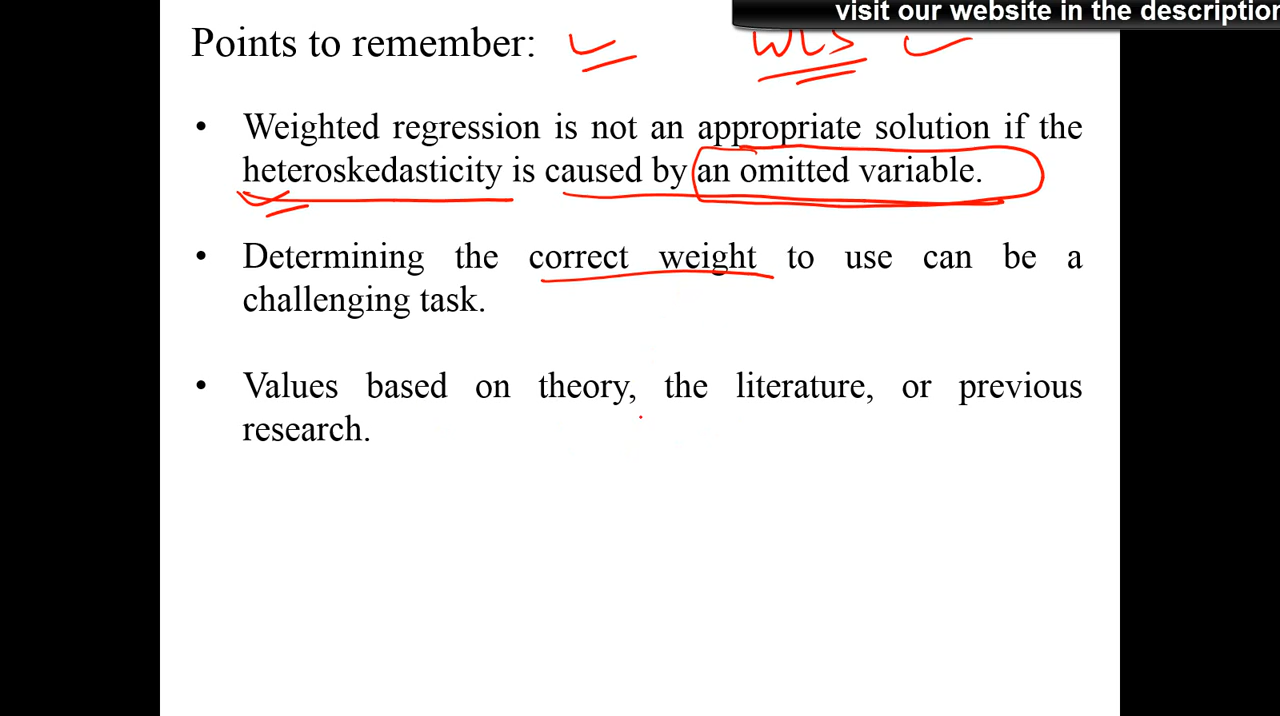 visit our website in the description
Points to remember: WLS
• Weighted regression is not an appropriate solution if the
heteroskedasticity is caused by an omitted variable.
• Determining the correct weight to use can be a
challenging task.
• Values based on theory, the literature, or previous
research.